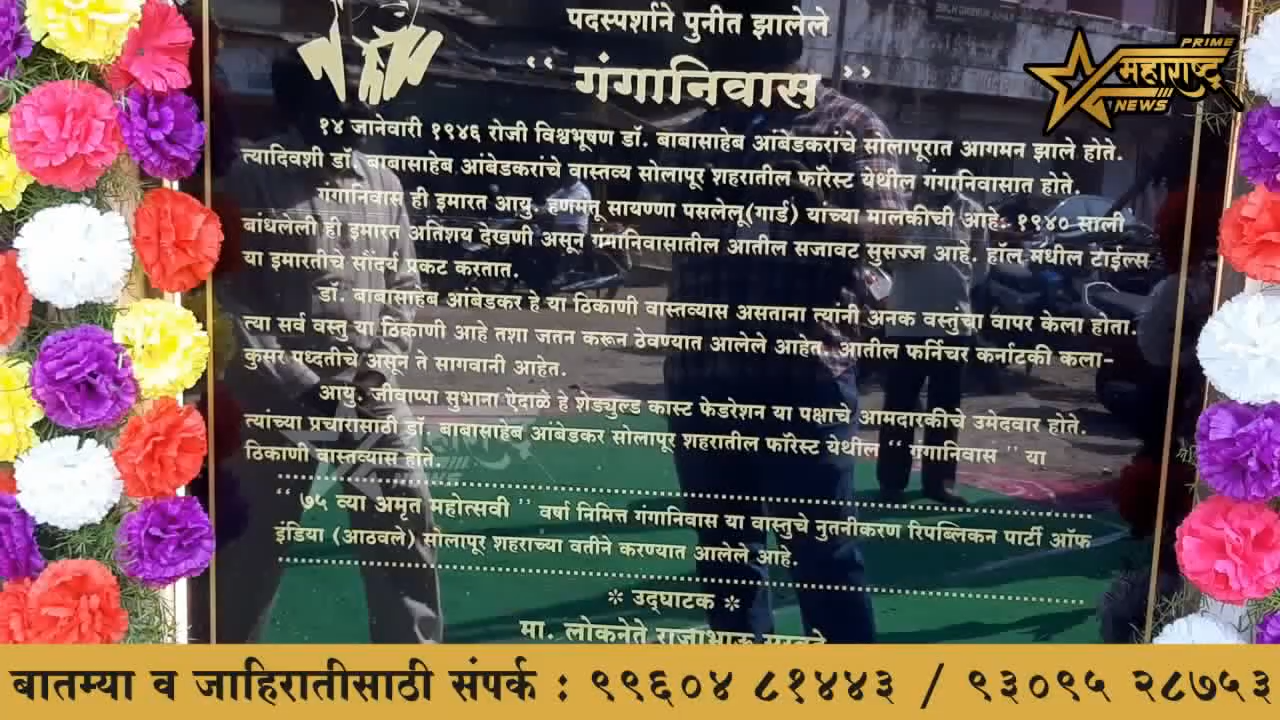 पदस्पर्शाने पुनीत झालेले
“ गंगानिवास ”
PRIME
महाराष्ट्र
NEWS
१४ जानेवारी १९४६ रोजी विश्वभूषण डॉ. बाबासाहेब आंबेडकरांचे सोलापूरात आगमन झाले होते.
त्यादिवशी डॉ. बाबासाहेब आंबेडकरांचे वास्तव्य सोलापूर शहरातील फॉरेस्ट येथील गंगानिवासात होते.
गंगानिवास ही इमारत आयु. हणमंतू सायण्णा पसलेलू(गार्ड) यांच्या मालकीची आहे. १९४० साली
बांधलेली ही इमारत अतिशय देखणी असून गंगानिवासातील आतील सजावट सुसज्ज आहे. हॉल मधील टाईल्स
या इमारतीचे सौंदर्य प्रकट करतात.
डॉ. बाबासाहेब आंबेडकर हे या ठिकाणी वास्तव्यास असताना त्यांनी अनक वस्तुंचा वापर केला होता.
त्या सर्व वस्तु या ठिकाणी आहे तशा जतन करून ठेवण्यात आलेले आहेत. आतील फर्निचर कर्नाटकी कला-
कुसर पध्दतीचे असून ते सागवानी आहेत.
आयु. जीवाप्पा सुभाना ऐदाळे हे शेड्युल्ड कास्ट फेडरेशन या पक्षाचे आमदारकीचे उमेदवार होते.
त्यांच्या प्रचारासाठी डॉ. बाबासाहेब आंबेडकर सोलापूर शहरातील फॉरेस्ट येथील “ गंगानिवास ” या
ठिकाणी वास्तव्यास होते.
“ ७५ व्या अमृत महोत्सवी ” वर्षा निमित्त गंगानिवास या वास्तुचे नुतनीकरण रिपब्लिकन पार्टी ऑफ
इंडिया (आठवले) सोलापूर शहराच्या वतीने करण्यात आलेले आहे.
* उद्घाटक *
मा. लोकनेते राजाभाऊ
बातम्या व जाहिरातीसाठी संपर्क : ९९६०४ ८१४४३ / ९३०९५ २८७५३